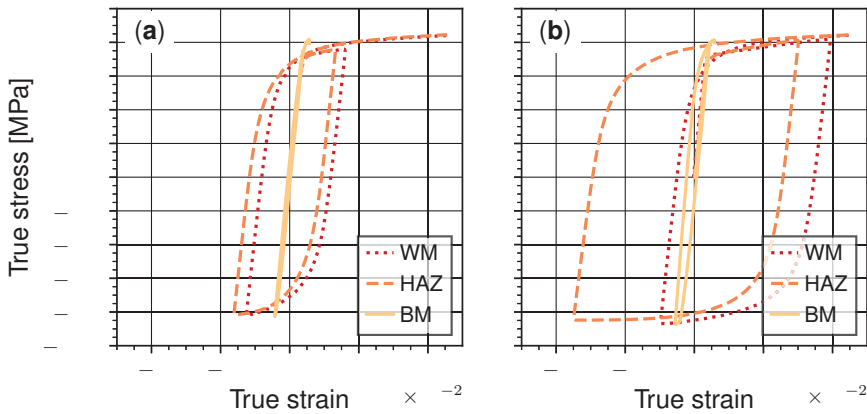 (a)
(b)
True stress [MPa]
−
−
−
−
−
WM
HAZ
BM
WM
HAZ
BM
− −
− −
True strain × −2
True strain × −2